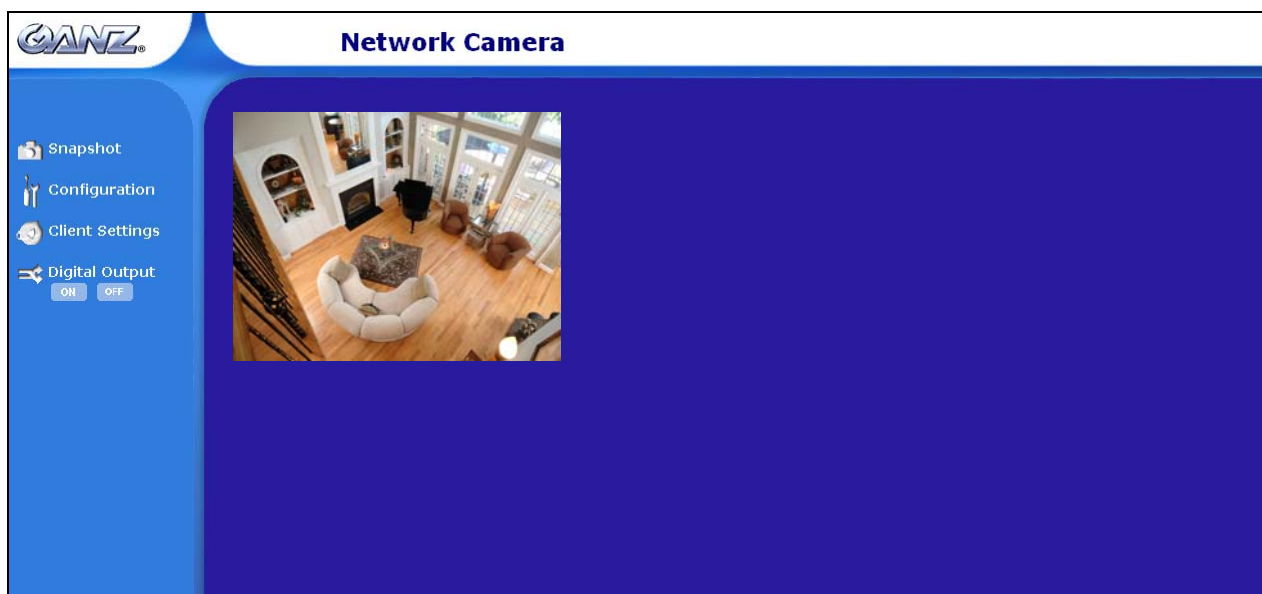 GANZ®
Network Camera
Snapshot
Configuration
Client Settings
Digital Output
ON OFF